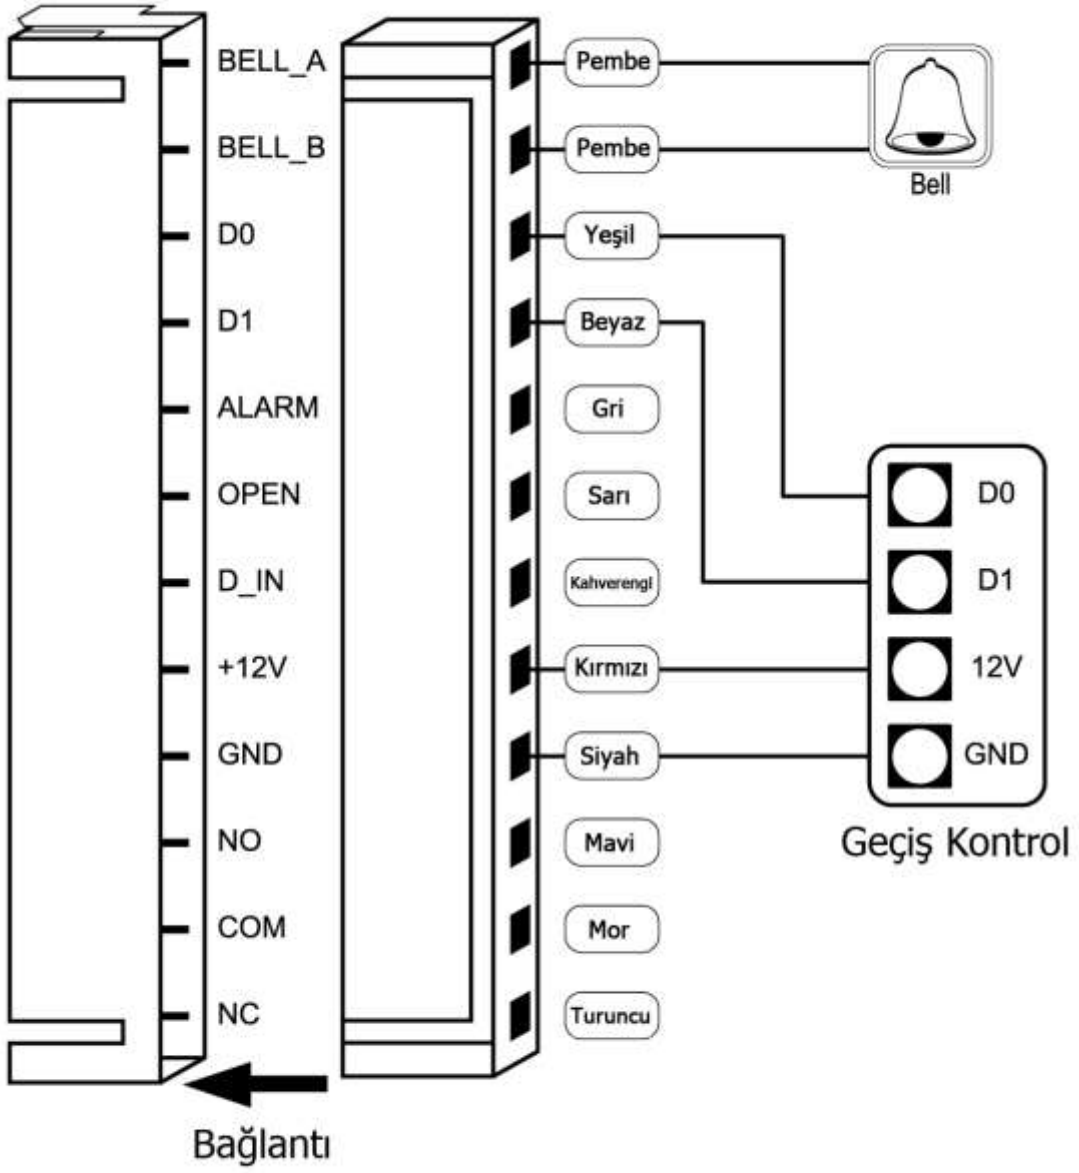 BELL_A
Pembe
BELL_B
Pembe
Bell
D0
Yeşil
D1
Beyaz
ALARM
Gri
OPEN
Sarı
D0
D_IN
Kahverengi
D1
+12V
Kırmızı
12V
GND
Siyah
GND
NO
Mavi
Geçiş Kontrol
COM
Mor
NC
Turuncu
Bağlantı